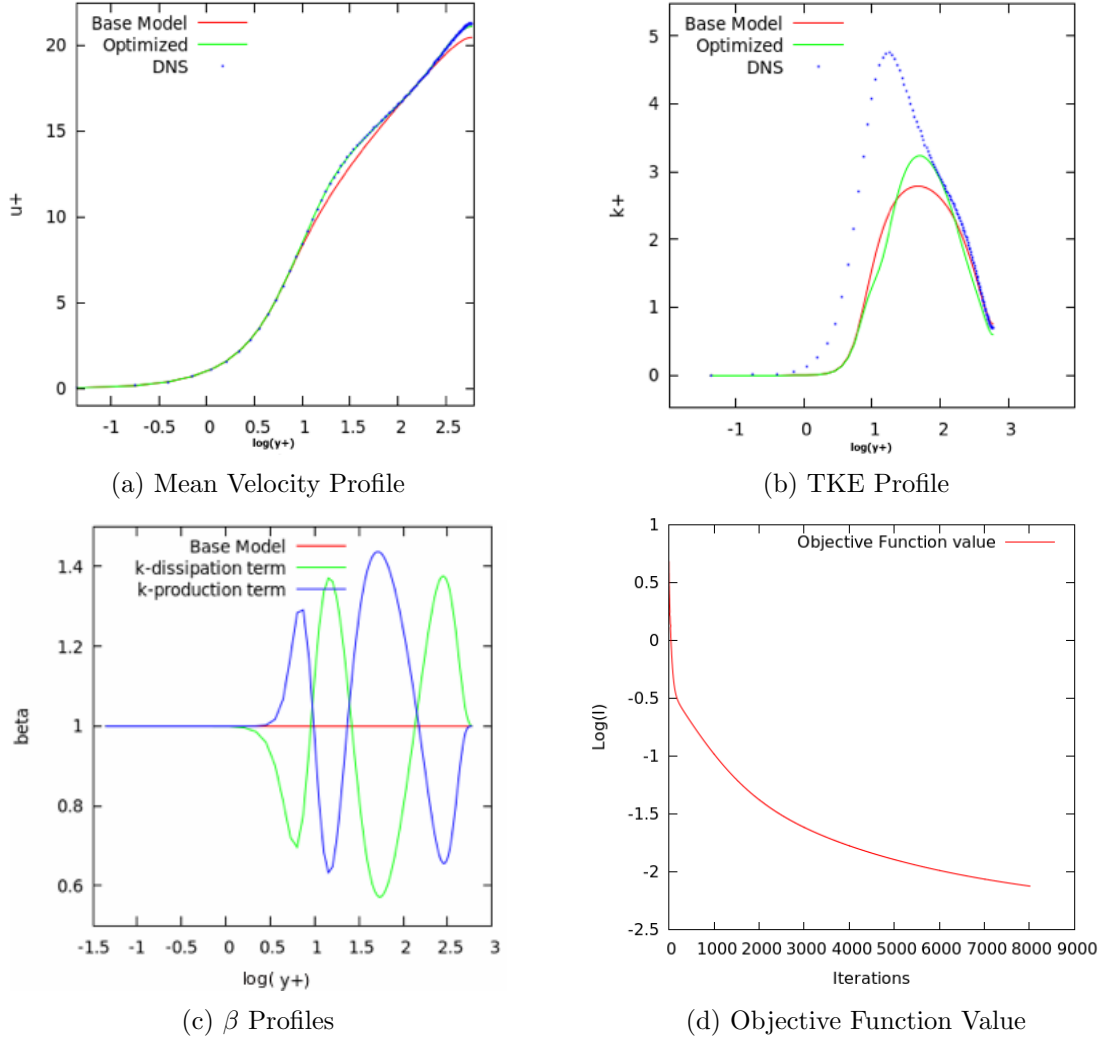 Base Model
Optimized
DNS
20
15
10
5
0
u+
-1
-0.5
0
0.5
1
1.5
2
2.5
log(y+)
(a) Mean Velocity Profile
Base Model
Optimized
DNS
5
4
3
2
1
0
k+
-1
0
1
2
3
log(y+)
(b) TKE Profile
Base Model
k-dissipation term
k-production term
1.4
1.2
1
0.8
0.6
beta
-1.5
-1
-0.5
0
0.5
1
1.5
2
2.5
3
log( y+)
(c) β Profiles
Objective Function value
1
0.5
0
-0.5
-1
-1.5
-2
-2.5
Log(I)
0
1000
2000
3000
4000
5000
6000
7000
8000
9000
Iterations
(d) Objective Function Value